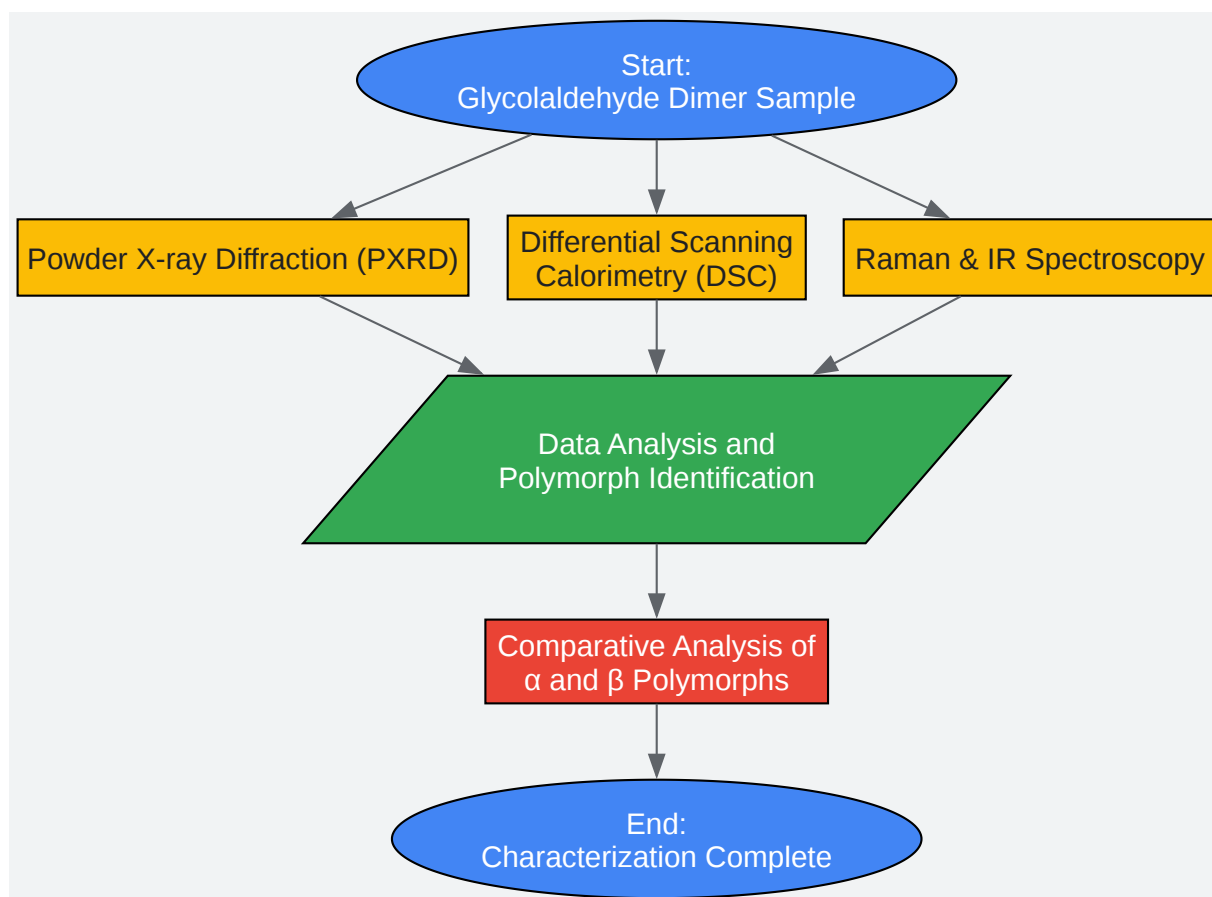 Start:
Glycolaldehyde Dimer Sample
Powder X-ray Diffraction (PXRD)
Differential Scanning
Calorimetry (DSC)
Raman & IR Spectroscopy
Data Analysis and
Polymorph Identification
Comparative Analysis of
α and β Polymorphs
End:
Characterization Complete